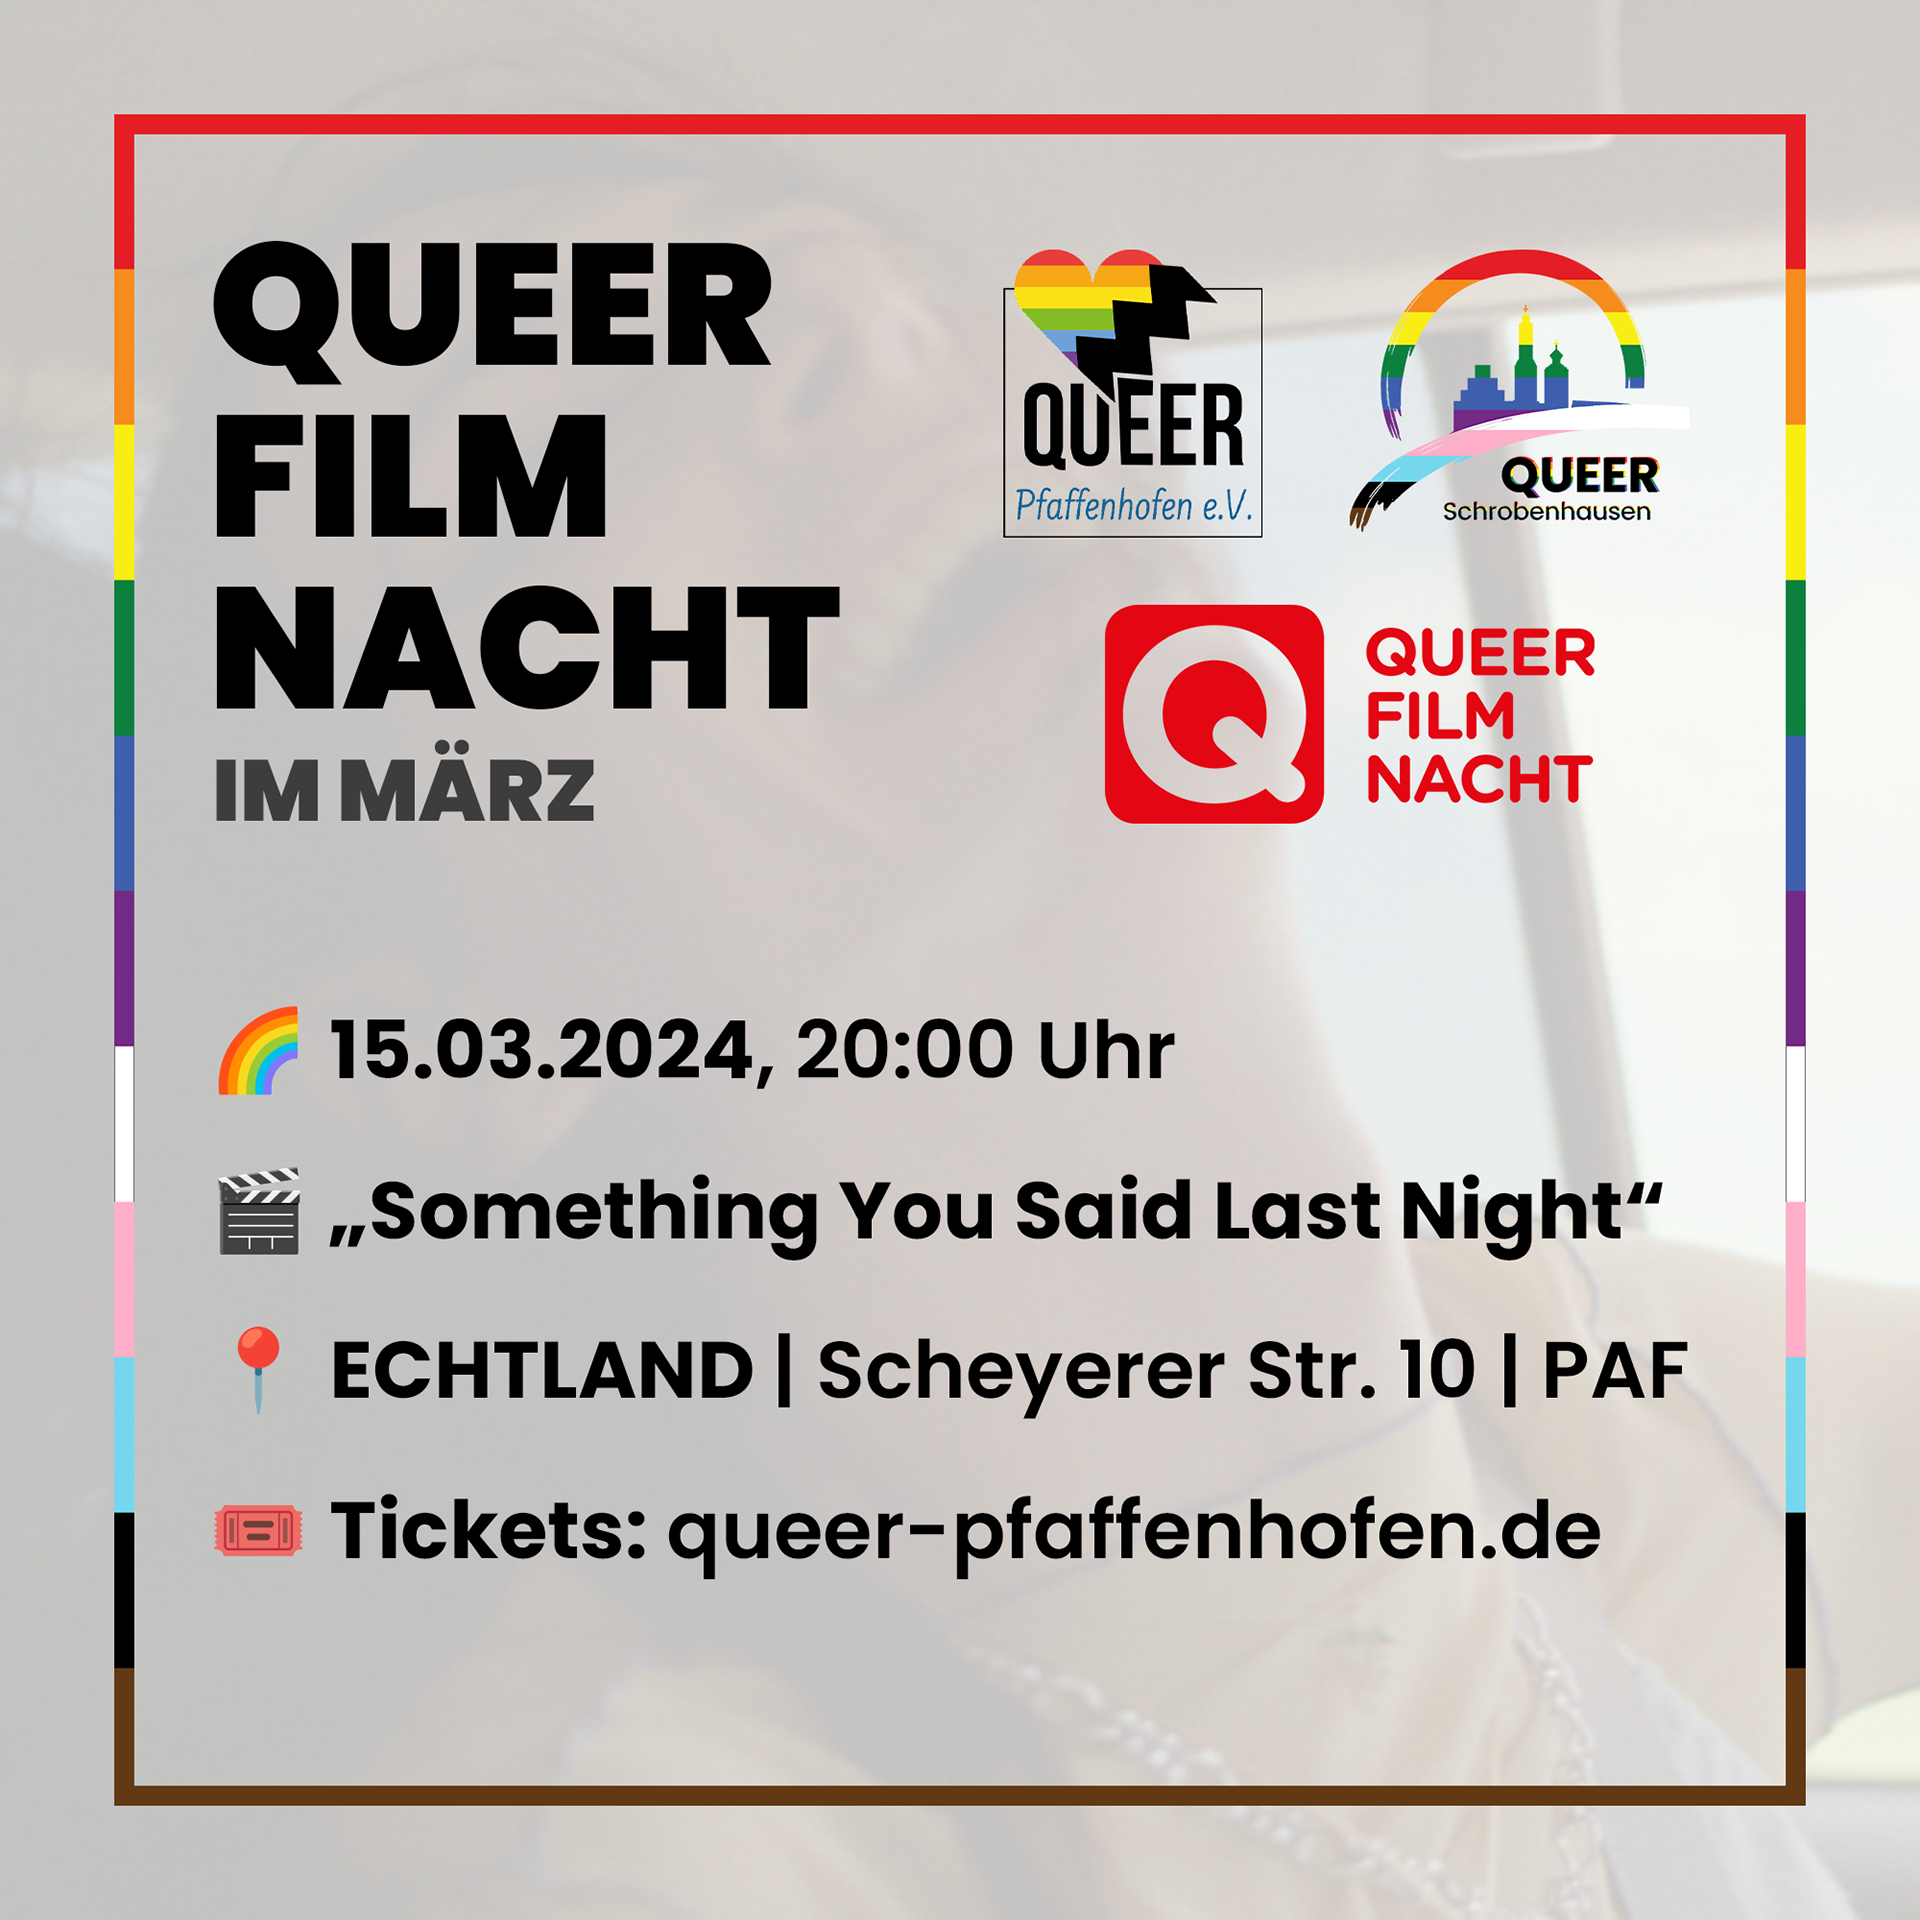 QUEER
FILM
NACHT
IM MÄRZ
QUEER
Pfaffenhofen e.V.
QUEER
Schrobenhausen
Q
QUEER
FILM
NACHT
15.03.2024, 20:00 Uhr
„Something You Said Last Night“
ECHTLAND | Scheyerer Str. 10 | PAF
Tickets: queer-pfaffenhofen.de